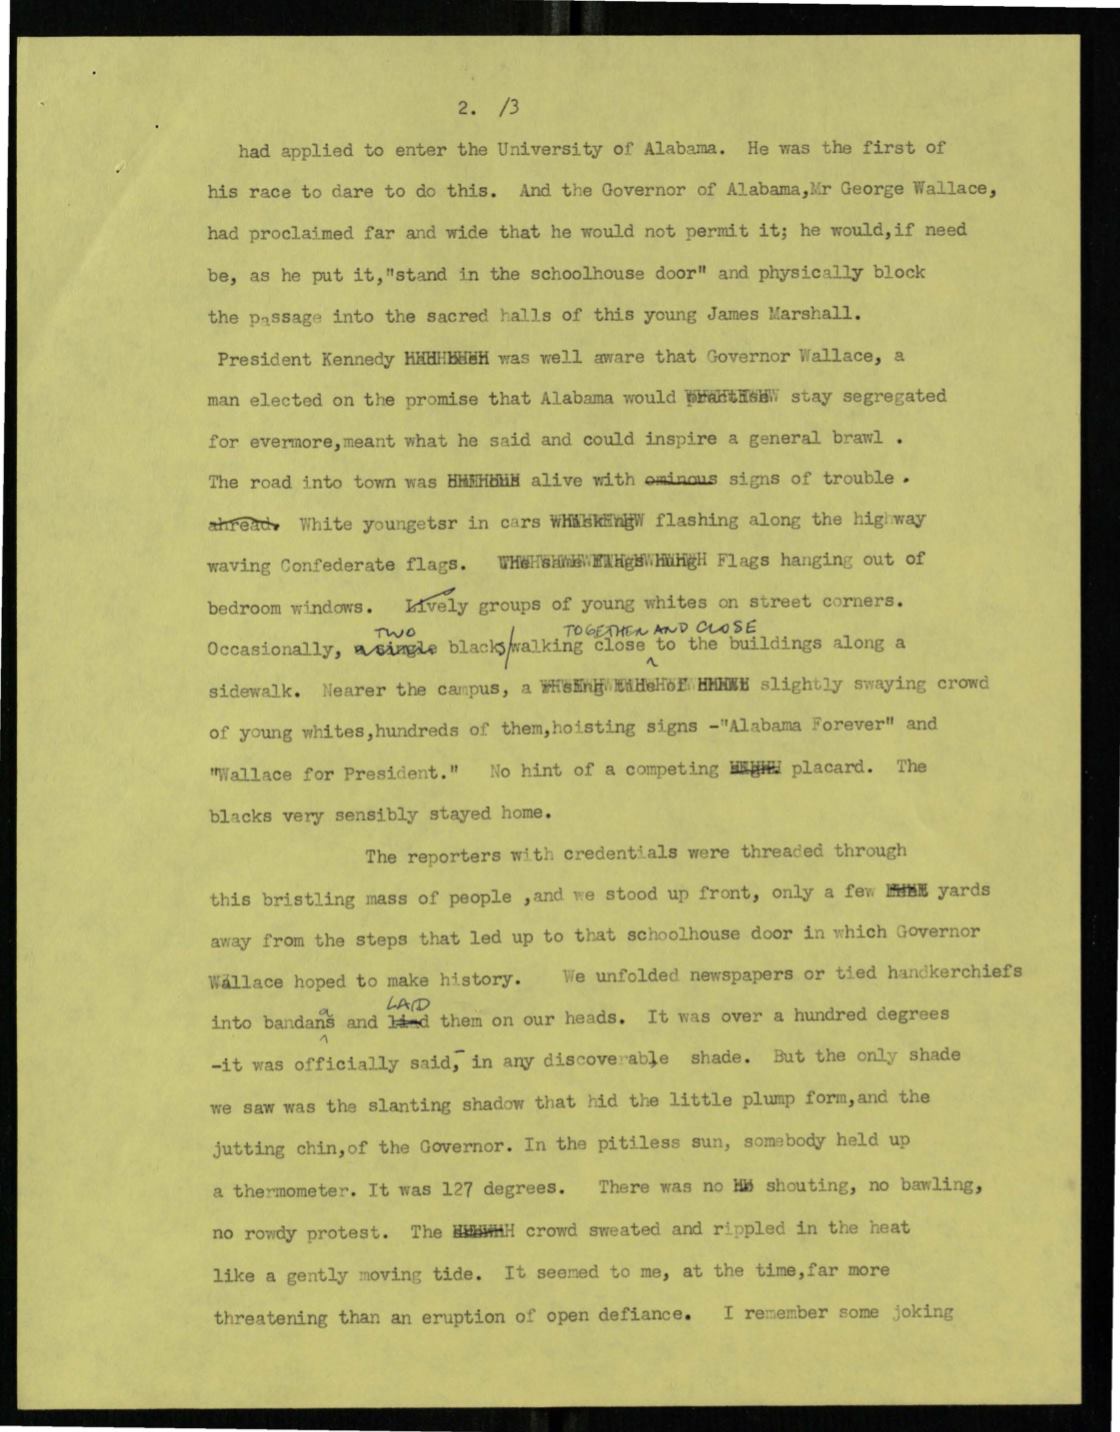 2. /3
had applied to enter the University of Alabama. He was the first of
his race to dare to do this. And the Governor of Alabama,Mr George Wallace,
had proclaimed far and wide that he would not permit it; he would,if need
be, as he put it,"stand in the schoolhouse door" and physically block
the passage into the sacred halls of this young James Marshall.
President Kennedy was well aware that Governor Wallace, a
man elected on the promise that Alabama would stay segregated
for evermore,meant what he said and could inspire a general brawl .
The road into town was alive with ominous signs of trouble .
ahread. White youngetsr in cars flashing along the highway
waving Confederate flags. Flags hanging out of
bedroom windows. Lively groups of young whites on street corners.
TWO TOGETHER AND CLOSE
Occasionally, a single blacks/walking close to the buildings along a
sidewalk. Nearer the campus, a slightly swaying crowd
of young whites,hundreds of them,hoisting signs -"Alabama Forever" and
"Wallace for President." No hint of a competing placard. The
blacks very sensibly stayed home.
The reporters with credentials were threaded through
this bristling mass of people ,and we stood up front, only a few yards
away from the steps that led up to that schoolhouse door in which Governor
Wallace hoped to make history. We unfolded newspapers or tied handkerchiefs
a LAID
into bandans and them on our heads. It was over a hundred degrees
-it was officially said,- in any discoverable shade. But the only shade
we saw was the slanting shadow that hid the little plump form,and the
jutting chin,of the Governor. In the pitiless sun, somebody held up
a thermometer. It was 127 degrees. There was no shouting, no bawling,
no rowdy protest. The crowd sweated and rippled in the heat
like a gently moving tide. It seemed to me, at the time,far more
threatening than an eruption of open defiance. I remember some joking